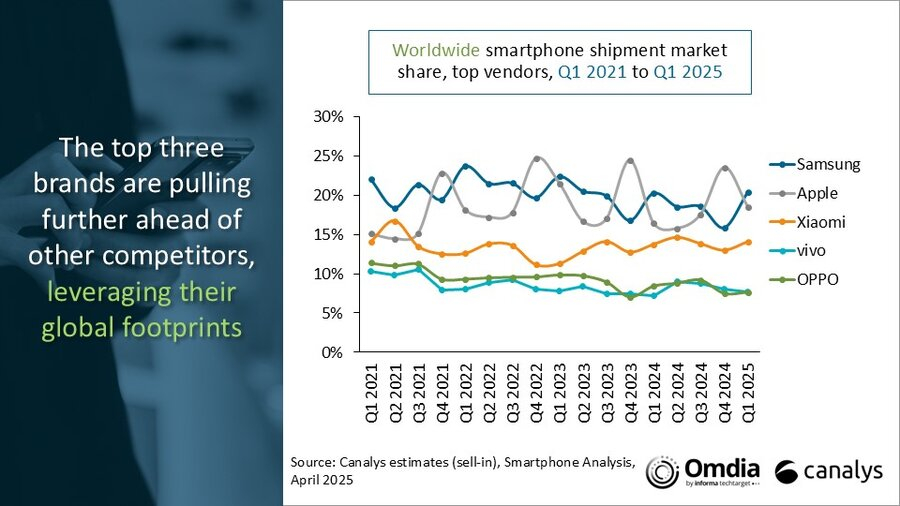 The top three
brands are pulling
further ahead of
other competitors,
leveraging their
global footprints
Worldwide smartphone shipment market
share, top vendors, Q1 2021 to Q1 2025
30%
25%
20%
15%
10%
5%
0%
Q1 2021
Q2 2021
Q3 2021
Q4 2021
Q1 2022
Q2 2022
Q3 2022
Q4 2022
Q1 2023
Q2 2023
Q3 2023
Q4 2023
Q1 2024
Q2 2024
Q3 2024
Q4 2024
Q1 2025
Samsung
Apple
Xiaomi
vivo
OPPO
Source: Canalys estimates (sell-in), Smartphone Analysis,
April 2025
Omdia
by informa techtarget
canalys